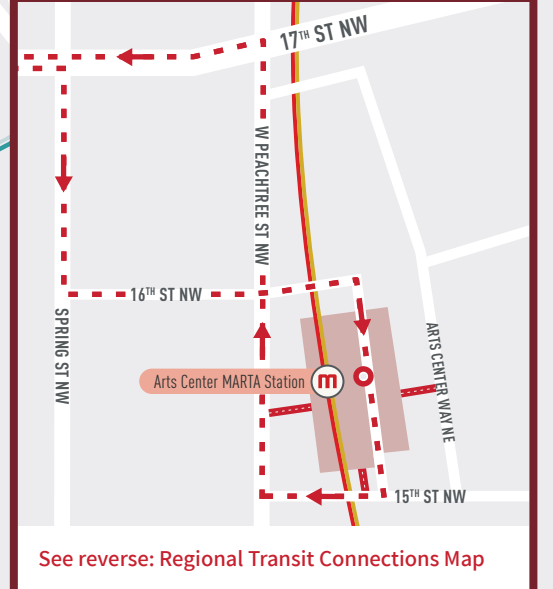 17TH ST NW
W PEACHTREE ST NW
16TH ST NW
SPRING ST NW
ARTS CENTER WAY NE
Arts Center MARTA Station
m
15TH ST NW
See reverse: Regional Transit Connections Map